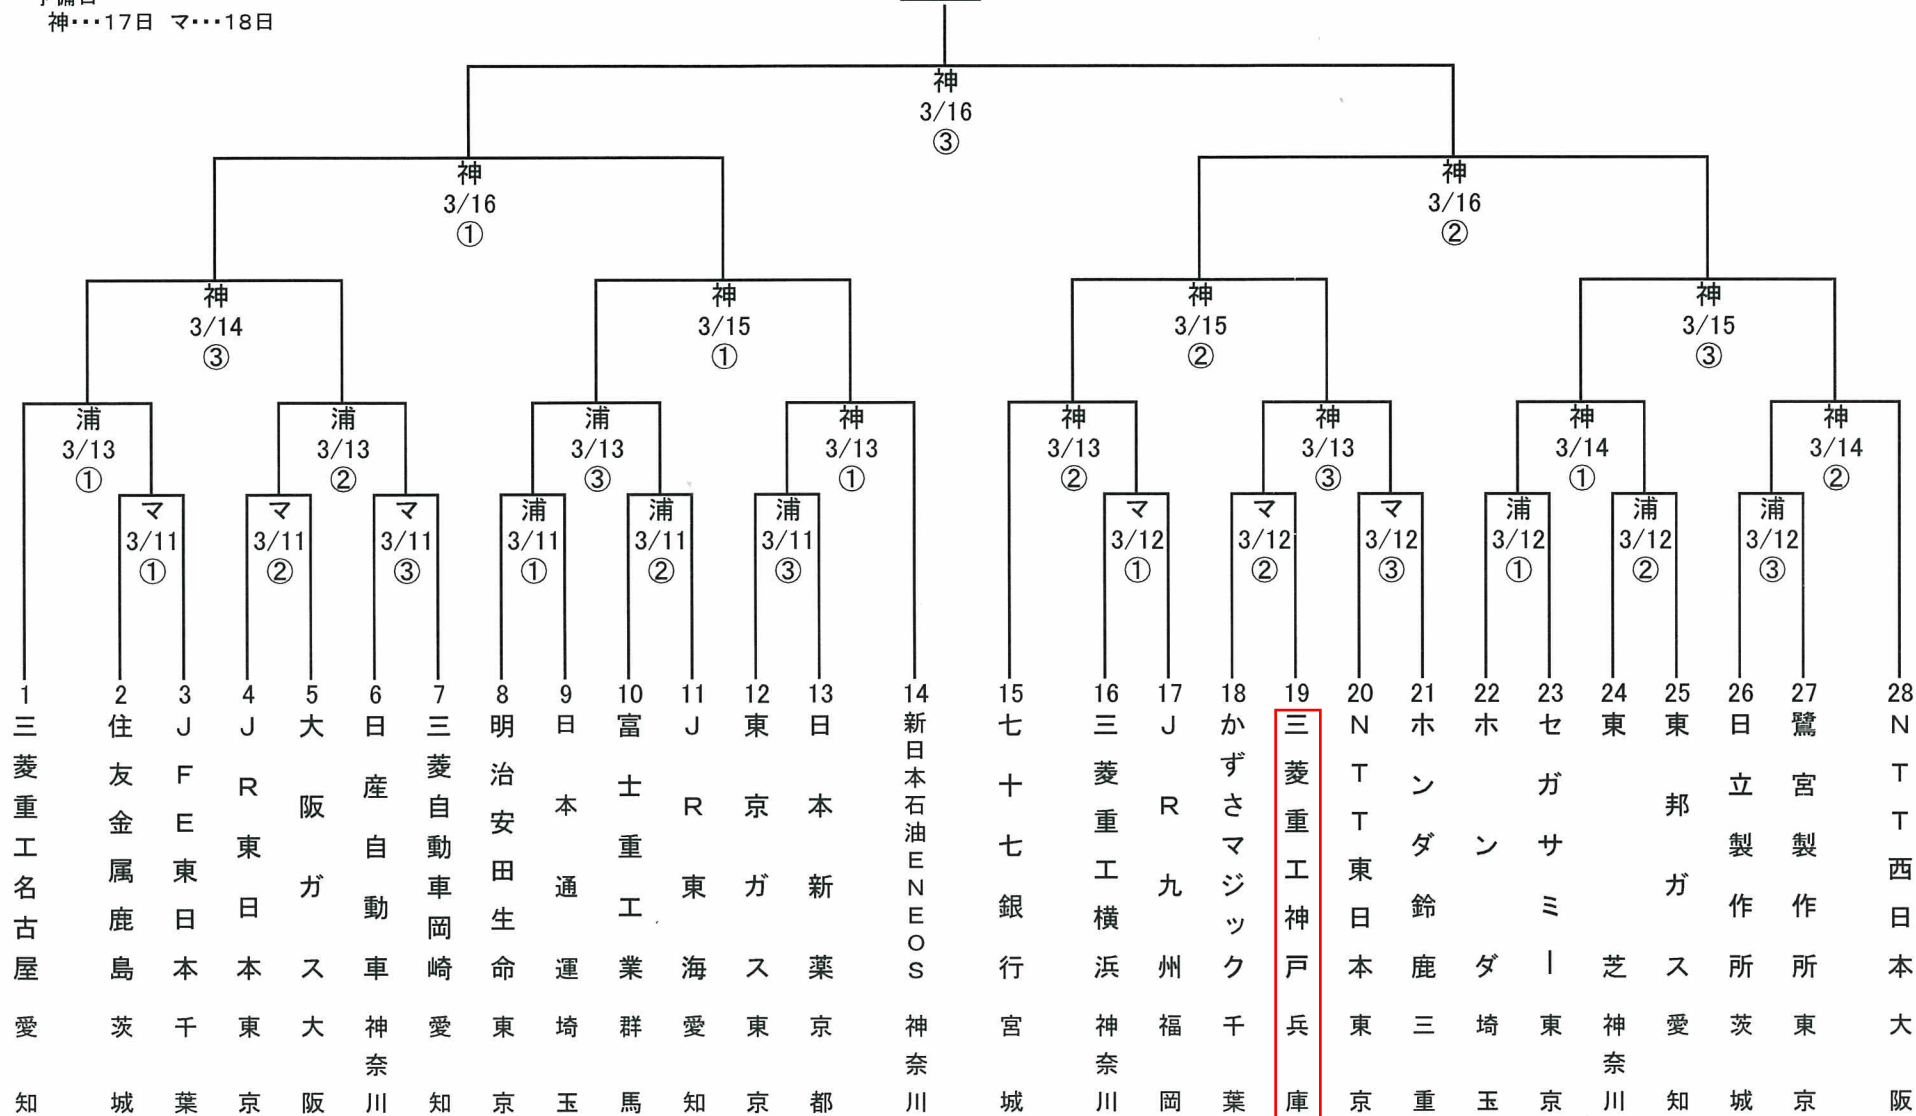 神･･･17日 マ･･･18日
神
3/16
③
神
3/16
①
神
3/16
②
神
3/14
③
神
3/15
①
神
3/15
②
神
3/15
③
浦
3/13
①
浦
3/13
②
浦
3/13
③
神
3/13
①
神
3/13
②
神
3/13
③
神
3/14
①
神
3/14
②
マ
3/11
①
マ
3/11
②
マ
3/11
③
浦
3/11
①
浦
3/11
②
浦
3/11
③
マ
3/12
①
マ
3/12
②
マ
3/12
③
浦
3/12
①
浦
3/12
②
浦
3/12
③
1 三菱重工名古屋 愛知
2 住友金属鹿島 茨城
3 JFE東日本 千葉
4 JR東日本 東京
5 大阪ガス 大阪
6 日産自動車 神奈川
7 三菱自動車岡崎 愛知
8 明治安田生命 東京
9 日本通運 埼玉
10 富士重工業 群馬
11 JR東海 愛知
12 東京ガス 東京
13 日本新薬 京都
14 新日本石油ENEOS 神奈川
15 七十七銀行 宮城
16 三菱重工横浜 神奈川
17 JR九州 福岡
18 かずさマジック 千葉
19 三菱重工神戸 兵庫
20 NTT東日本 東京
21 ホンダ鈴鹿 三重
22 ホンダ 埼玉
23 セガサミー 東京
24 東芝 神奈川
25 東邦ガス 愛知
26 日立製作所 茨城
27 鷺宮製作所 東京
28 NTT西日本 大阪